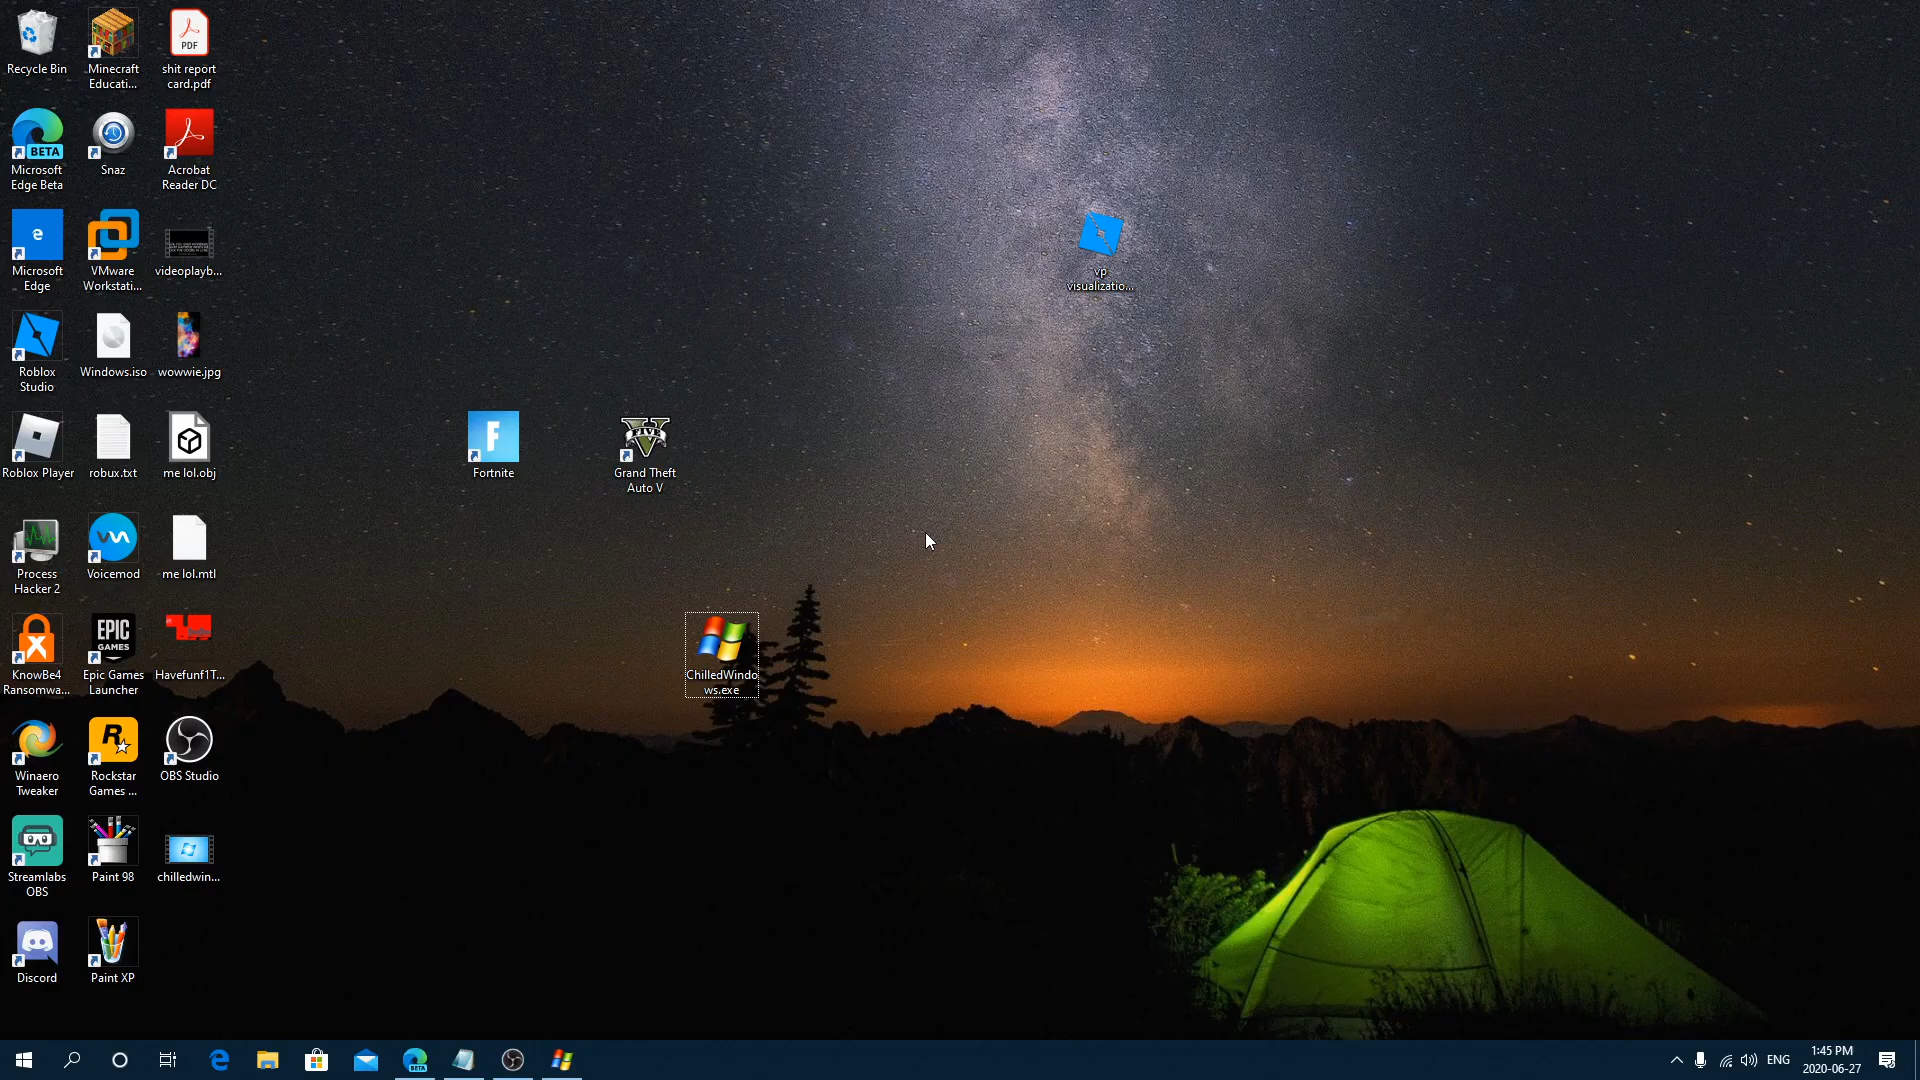 Recycle Bin
Minecraft
Educati...
PDF
shit report
card.pdf
BETA
Microsoft
Edge Beta
Snaz
Acrobat
Reader DC
e
Microsoft
Edge
VMware
Workstati...
videoplayb...
Roblox
Studio
Windows.iso
wowwie.jpg
Roblox Player
robux.txt
me lol.obj
Process
Hacker 2
Voicemod
me lol.mtl
KnowBe4
Ransomwa...
EPIC
GAMES
Epic Games
Launcher
Havefunf1T...
Winaero
Tweaker
R
Rockstar
Games ...
OBS Studio
Streamlabs
OBS
Paint 98
chilledwin...
Discord
Paint XP
F
Fortnite
FIVE
Grand Theft
Auto V
ChilledWindo
ws.exe
vp
visualizatio...
BETA
ENG
1:45 PM
2020-06-27